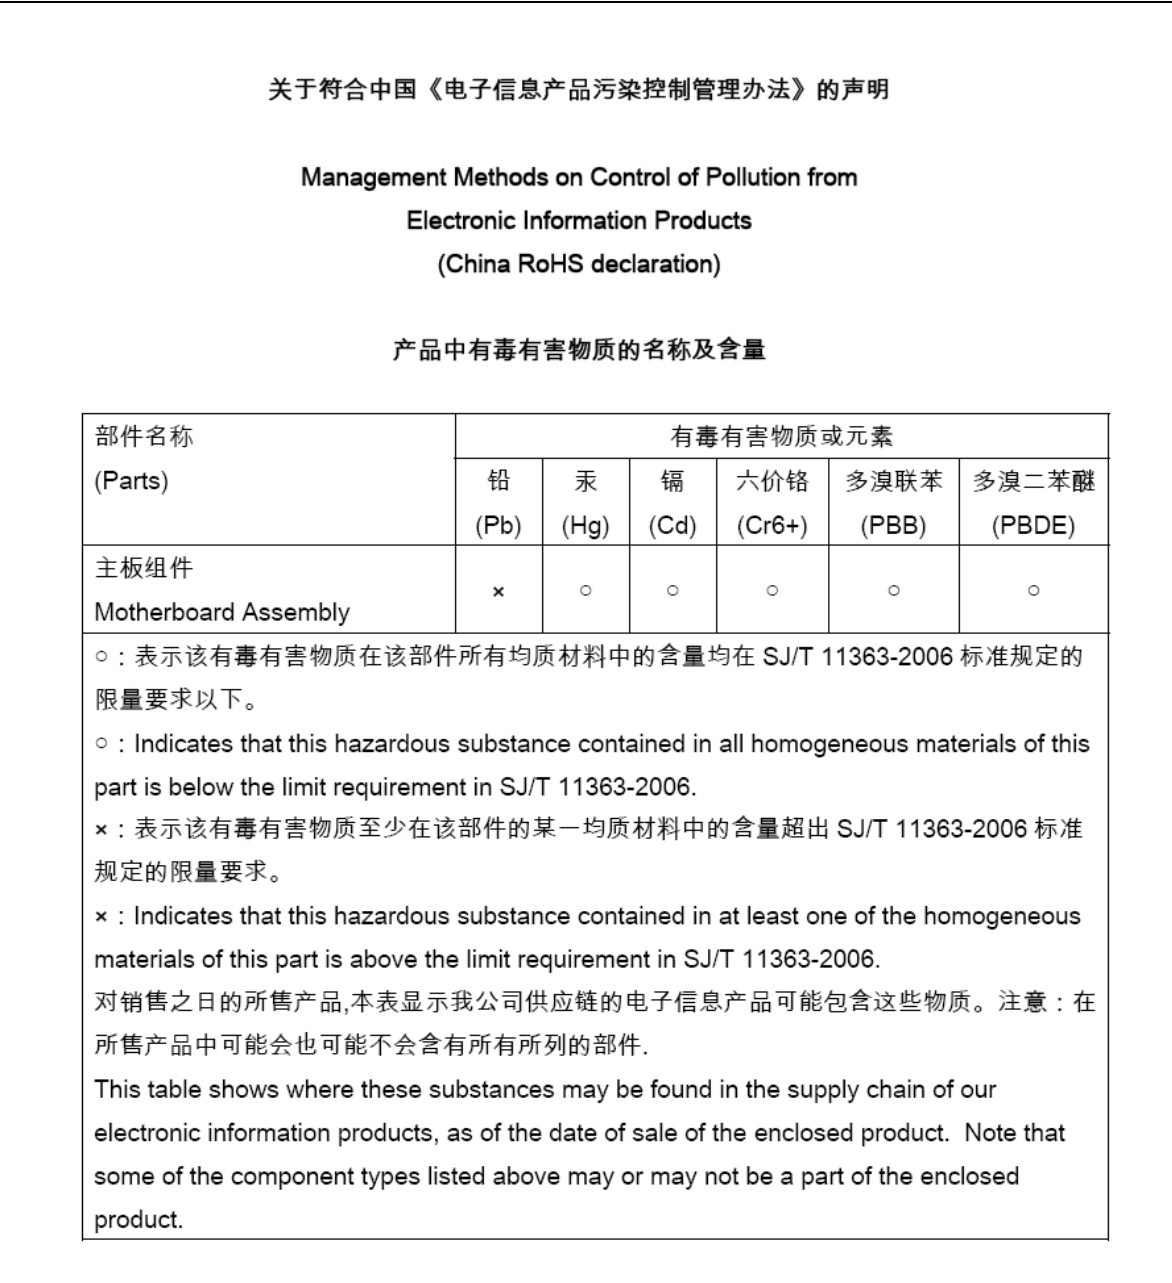 关于符合中国《电子信息产品污染控制管理办法》的声明
Management Methods on Control of Pollution from
Electronic Information Products
(China RoHS declaration)
产品中有毒有害物质的名称及含量
部件名称
(Parts)
有毒有害物质或元素
铅 汞 镉 六价铬 多溴联苯 多溴二苯醚
(Pb) (Hg) (Cd) (Cr6+) (PBB) (PBDE)
主板组件
Motherboard Assembly
× ○ ○ ○ ○ ○
○：表示该有毒有害物质在该部件所有均质材料中的含量均在 SJ/T 11363-2006 标准规定的
限量要求以下。
○：Indicates that this hazardous substance contained in all homogeneous materials of this
part is below the limit requirement in SJ/T 11363-2006.
×：表示该有毒有害物质至少在该部件的某一均质材料中的含量超出 SJ/T 11363-2006 标准
规定的限量要求。
×：Indicates that this hazardous substance contained in at least one of the homogeneous
materials of this part is above the limit requirement in SJ/T 11363-2006.
对销售之日的所售产品,本表显示我公司供应链的电子信息产品可能包含这些物质。注意：在
所售产品中可能会也可能不会含有所有所列的部件.
This table shows where these substances may be found in the supply chain of our
electronic information products, as of the date of sale of the enclosed product.  Note that
some of the component types listed above may or may not be a part of the enclosed
product.